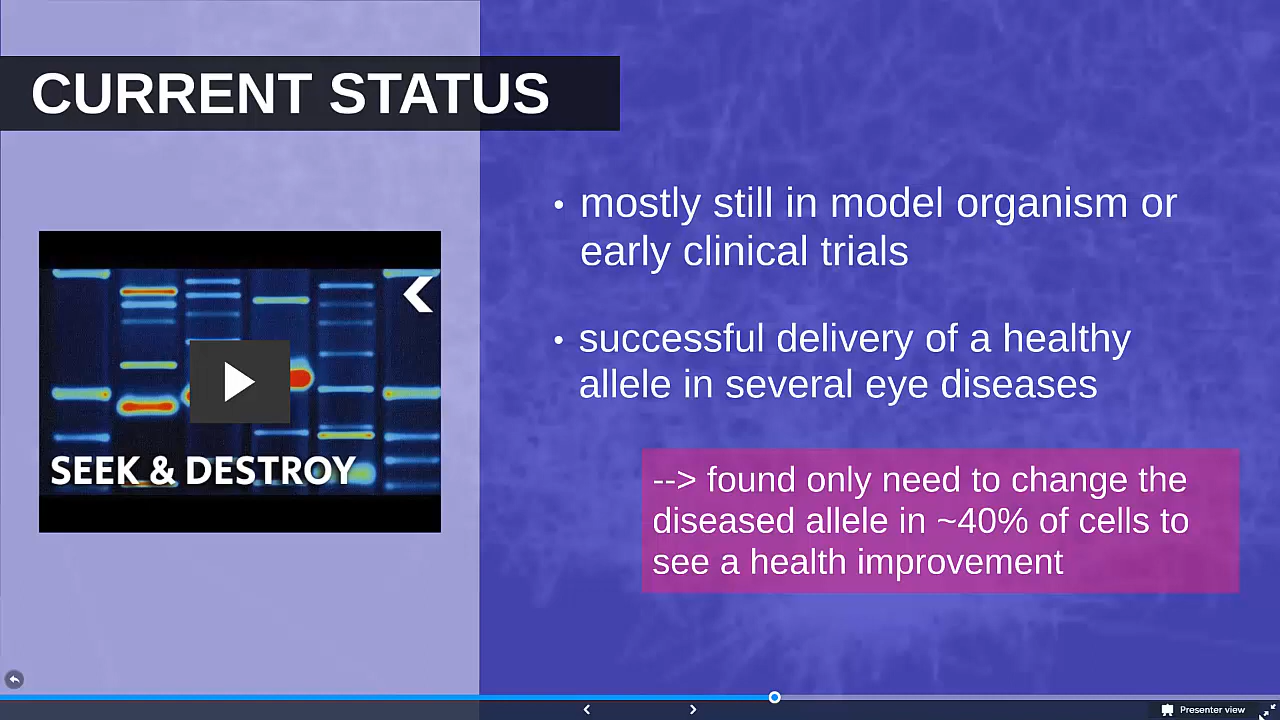 CURRENT STATUS
• mostly still in model organism or
early clinical trials
• successful delivery of a healthy
allele in several eye diseases
--> found only need to change the
diseased allele in ~40% of cells to
see a health improvement
SEEK & DESTROY
Presenter view